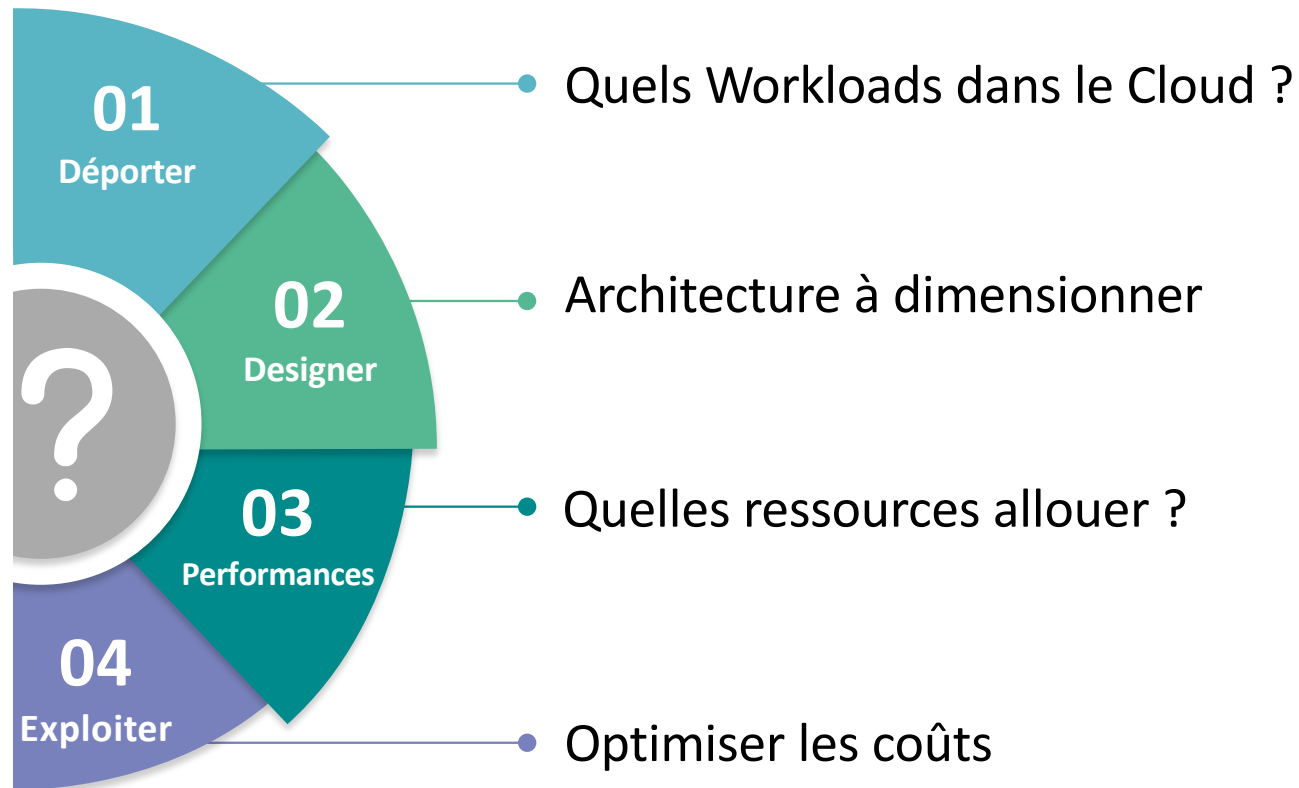 01
Déporter
Quels Workloads dans le Cloud ?
02
Designer
Architecture à dimensionner
?
03
Performances
Quelles ressources allouer ?
04
Exploiter
Optimiser les coûts